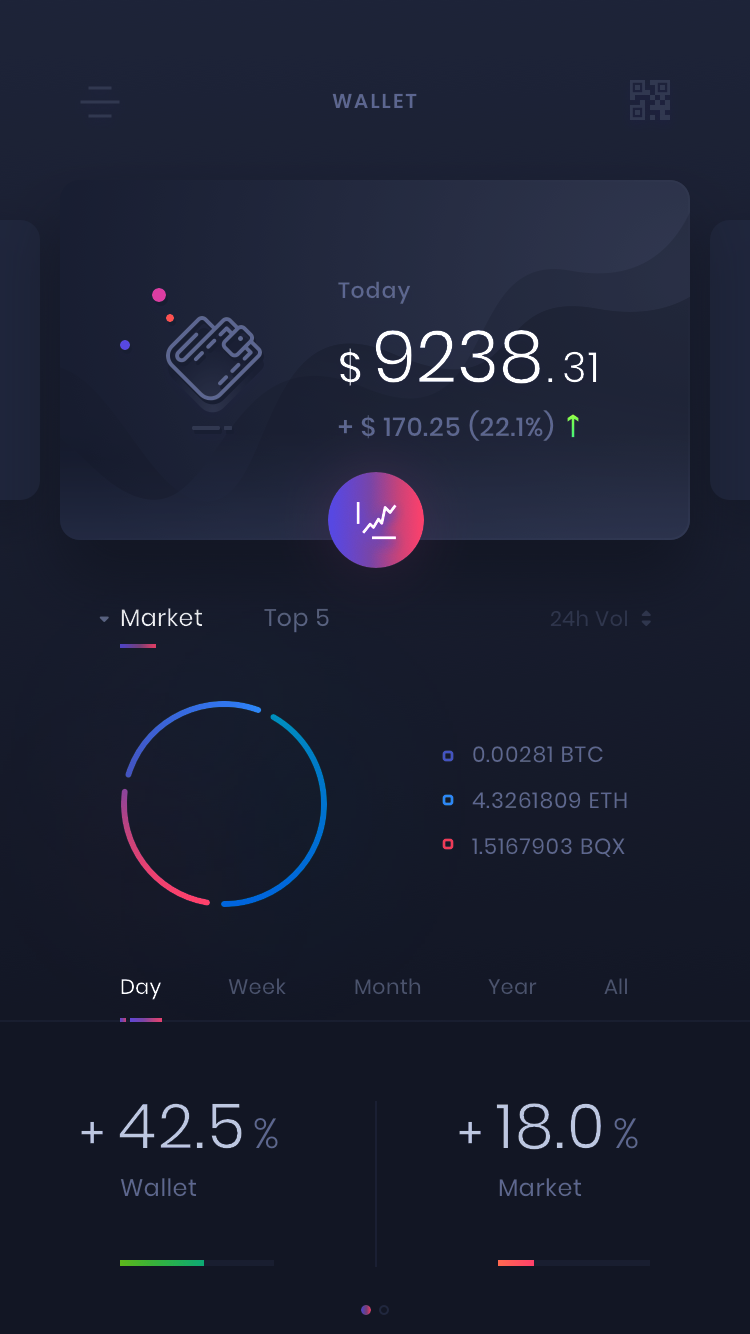 WALLET
Today
$ 9238.31
+ $ 170.25 (22.1%) ↑
Market Top 5 24h Vol
0.00281 BTC
4.3261809 ETH
1.5167903 BQX
Day Week Month Year All
+ 42.5 % + 18.0 %
Wallet Market